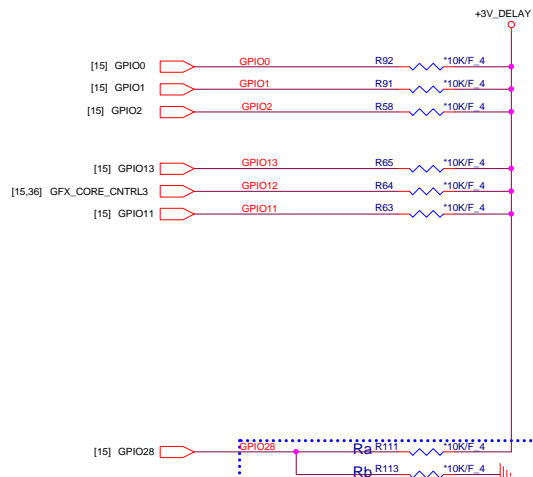 +3V_DELAY
[15] GPIO0 GPIO0 R92 *10K/F_4
[15] GPIO1 GPIO1 R91 *10K/F_4
[15] GPIO2 GPIO2 R58 *10K/F_4
[15] GPIO13 GPIO13 R65 *10K/F_4
[15,36] GFX_CORE_CNTRL3 GPIO12 R64 *10K/F_4
[15] GPIO11 GPIO11 R63 *10K/F_4
[15] GPIO28 GPIO28 Ra R111 *10K/F_4
Rb R113 *10K/F_4